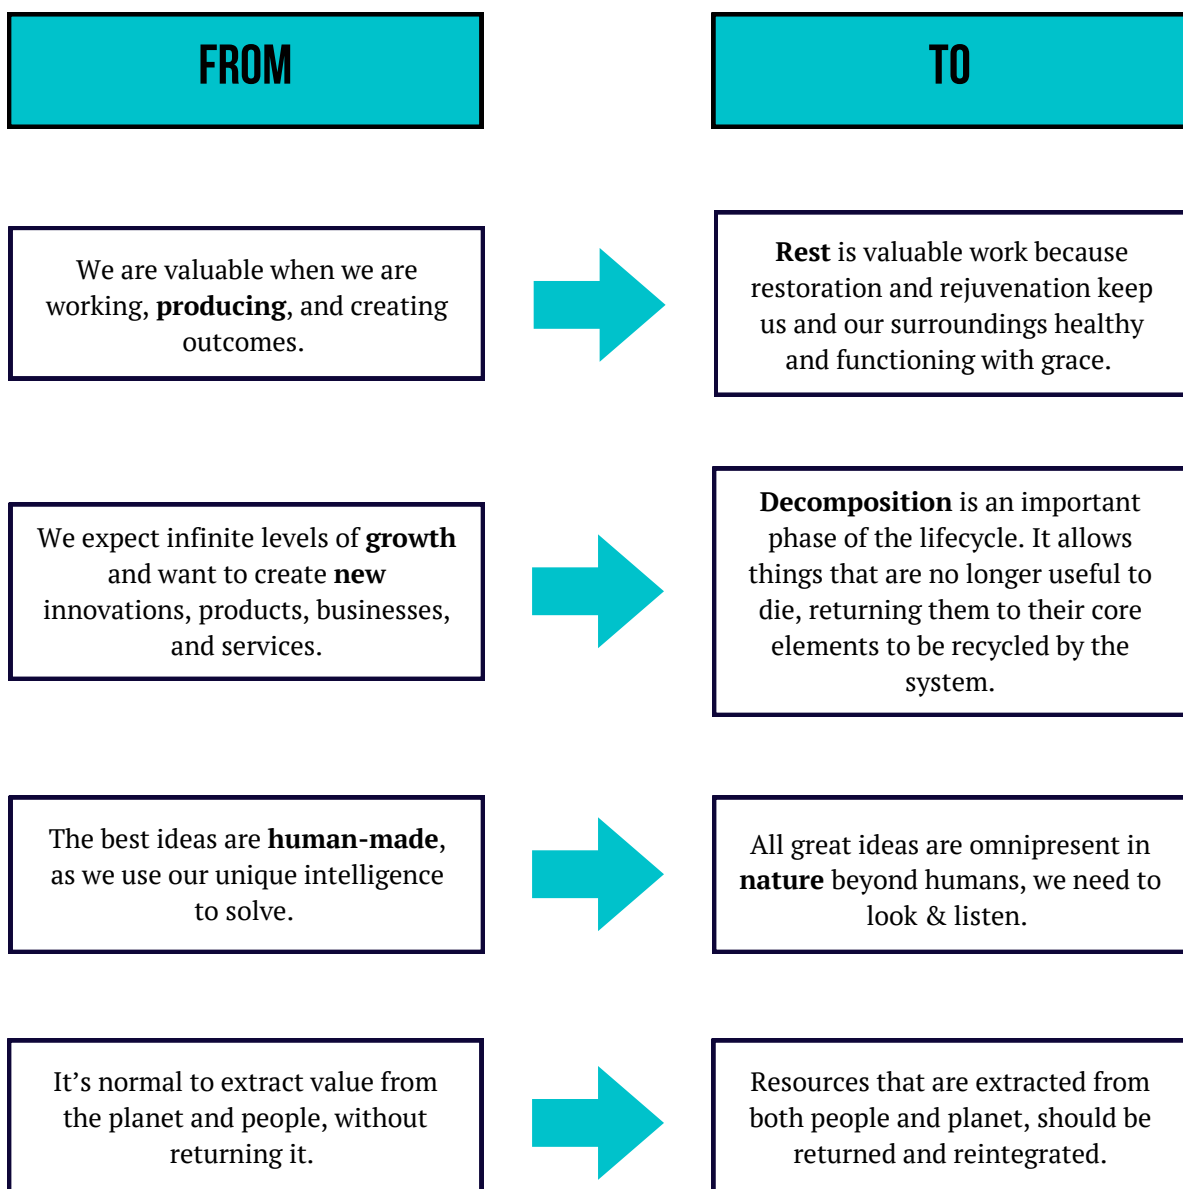 FROM
TO
We are valuable when we are
working, producing, and creating
outcomes.
Rest is valuable work because
restoration and rejuvenation keep
us and our surroundings healthy
and functioning with grace.
We expect infinite levels of growth
and want to create new
innovations, products, businesses,
and services.
Decomposition is an important
phase of the lifecycle. It allows
things that are no longer useful to
die, returning them to their core
elements to be recycled by the
system.
The best ideas are human-made,
as we use our unique intelligence
to solve.
All great ideas are omnipresent in
nature beyond humans, we need to
look & listen.
It’s normal to extract value from
the planet and people, without
returning it.
Resources that are extracted from
both people and planet, should be
returned and reintegrated.